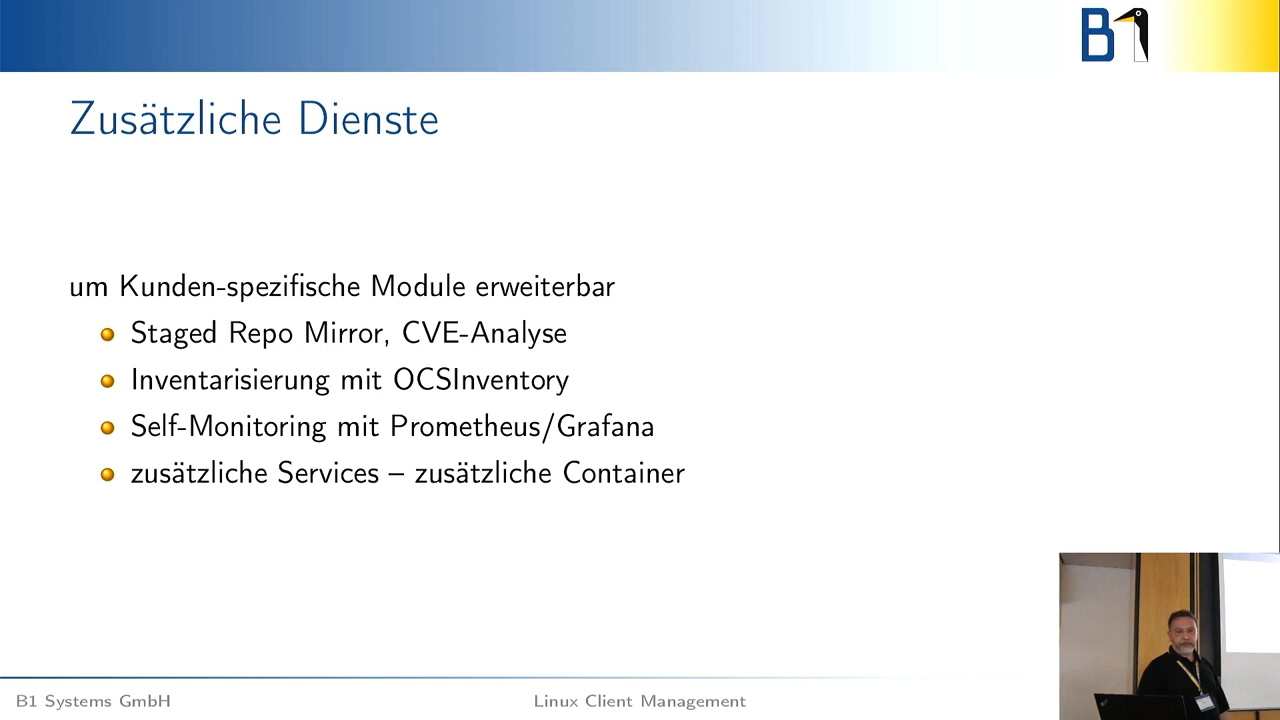 B1
Zusätzliche Dienste
um Kunden-spezifische Module erweiterbar
Staged Repo Mirror, CVE-Analyse
Inventarisierung mit OCSInventory
Self-Monitoring mit Prometheus/Grafana
zusätzliche Services – zusätzliche Container
B1 Systems GmbH
Linux Client Management